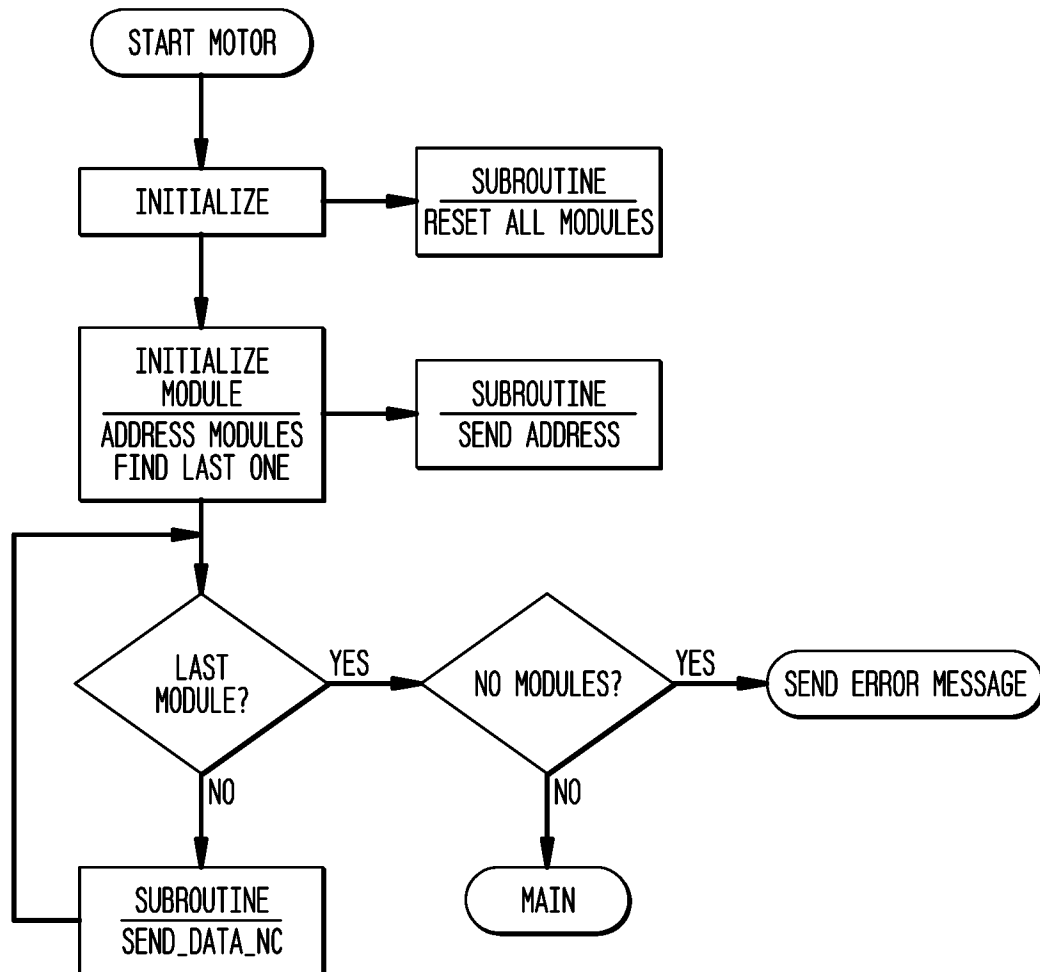 START MOTOR
INITIALIZE
SUBROUTINE
RESET ALL MODULES
INITIALIZE
MODULE
ADDRESS MODULES
FIND LAST ONE
SUBROUTINE
SEND ADDRESS
LAST
MODULE?
YES
NO MODULES?
YES
SEND ERROR MESSAGE
NO
NO
SUBROUTINE
SEND_DATA_NC
MAIN